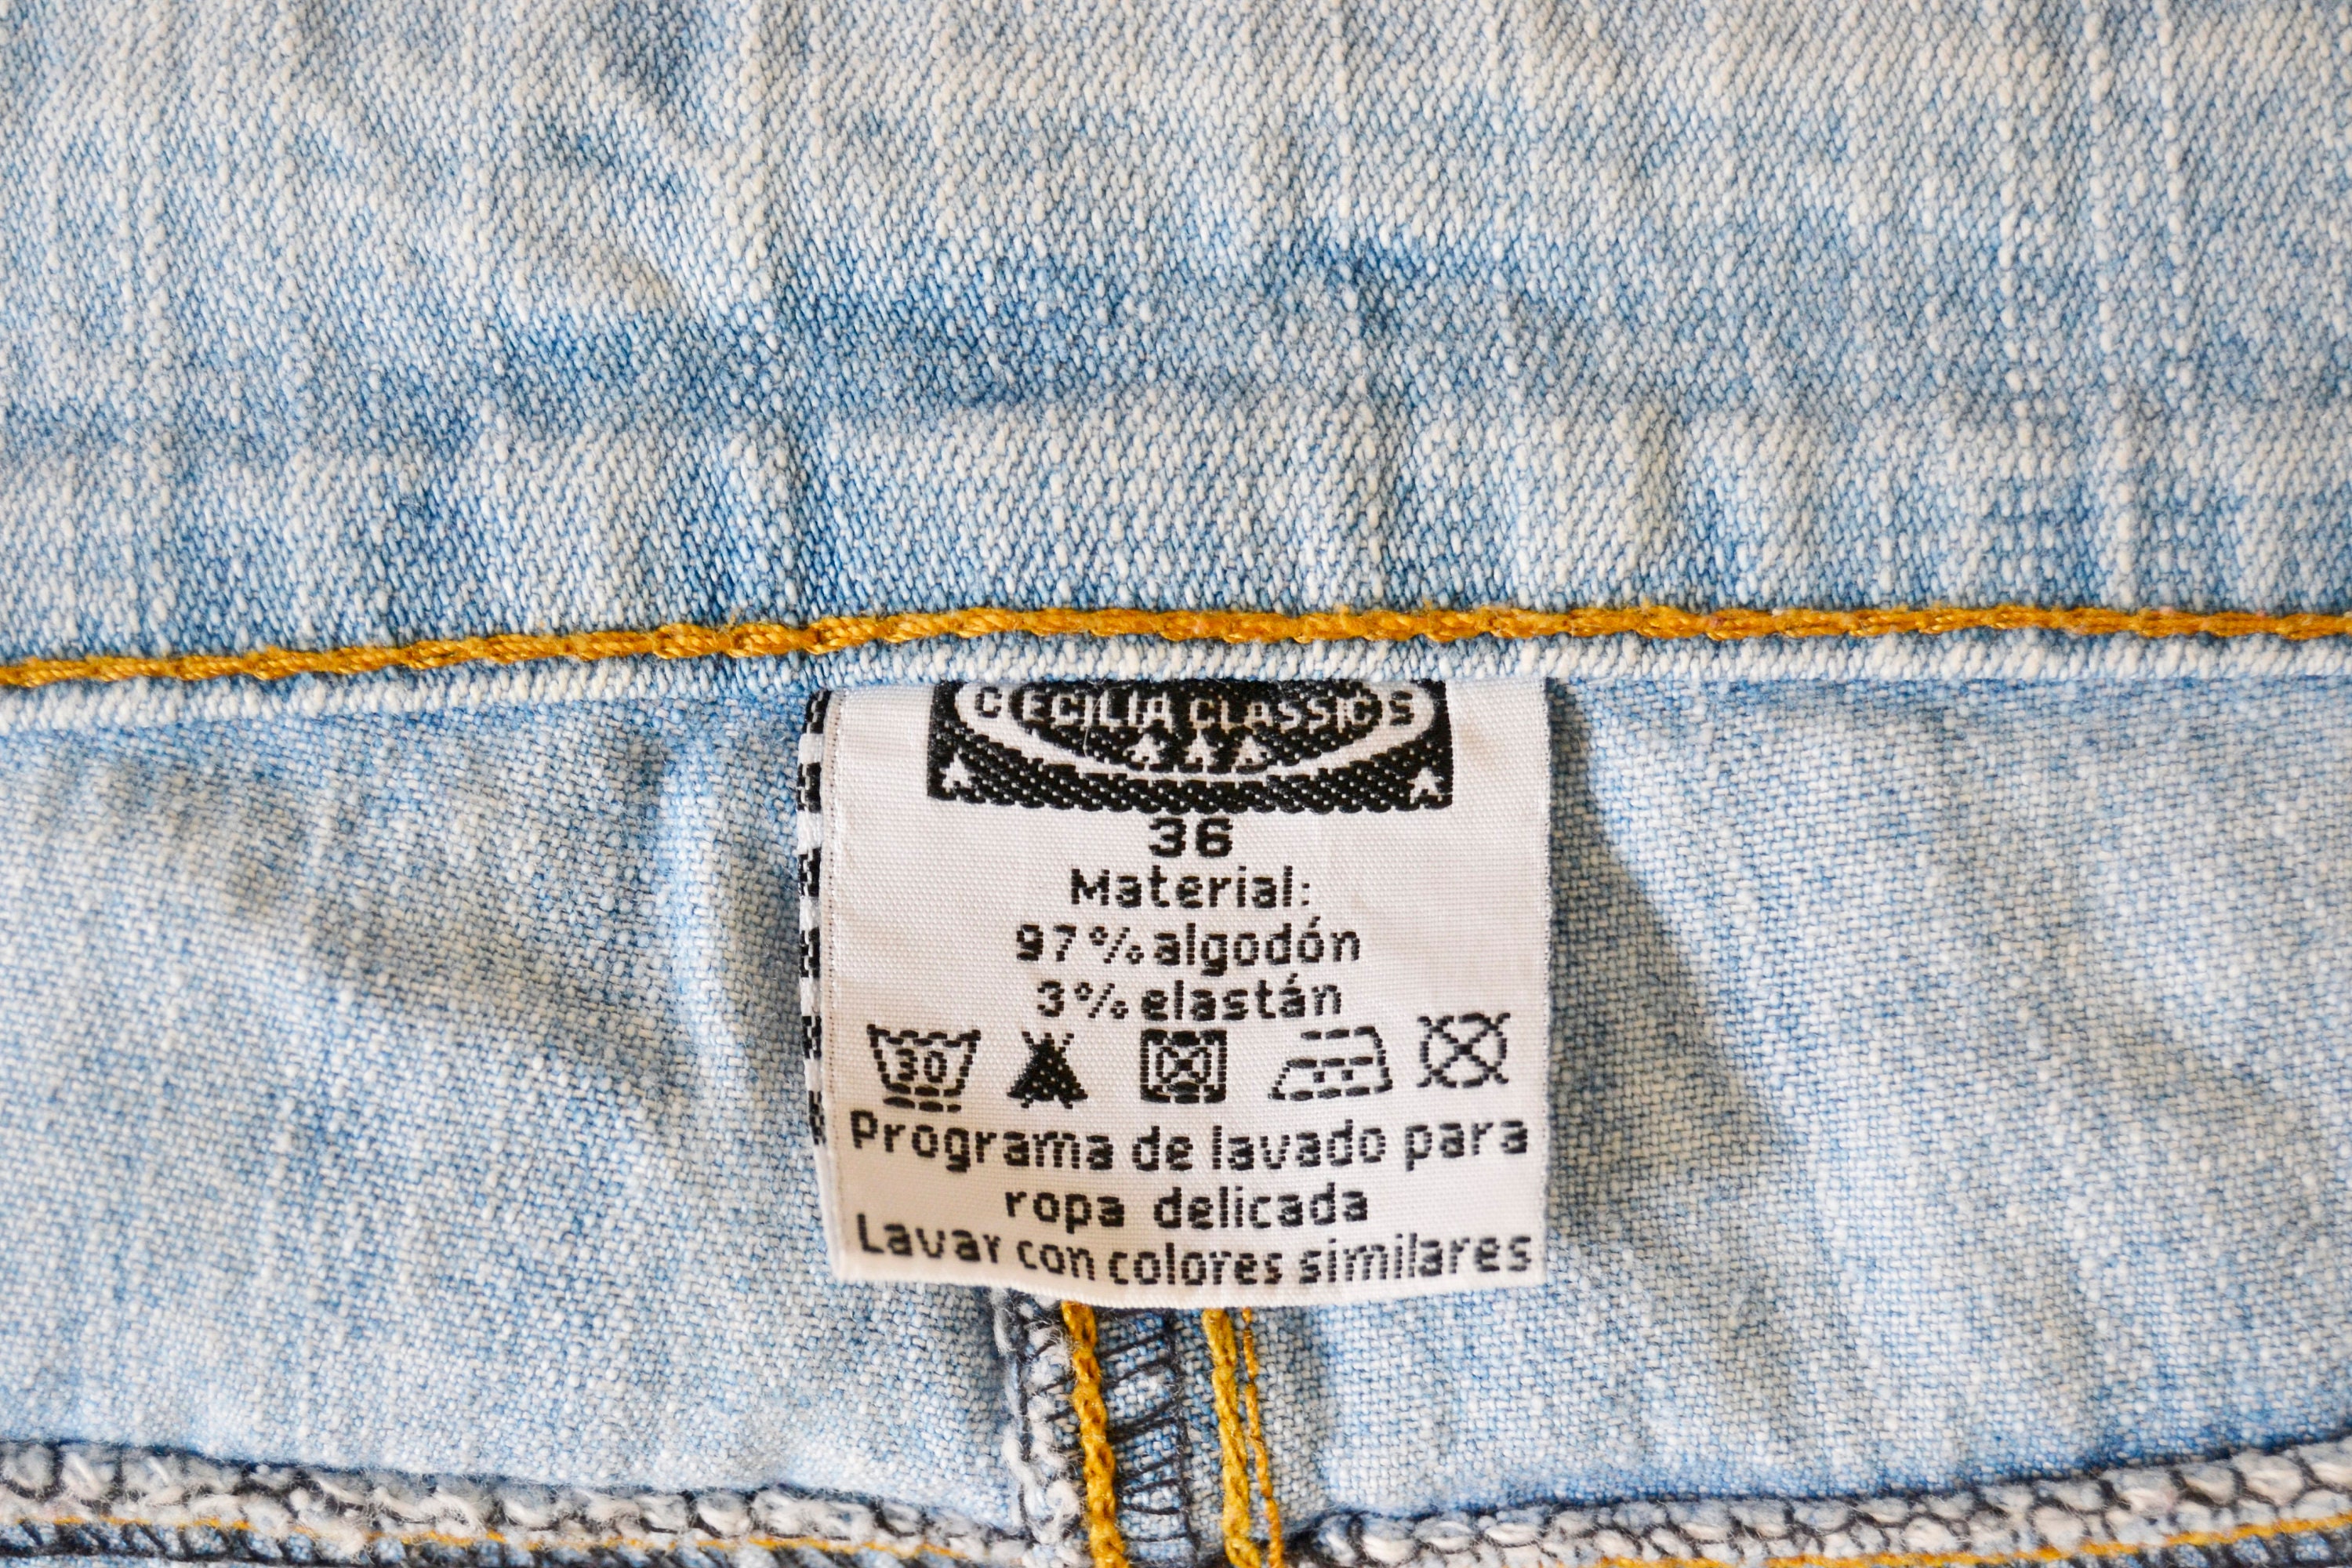 CECILIA CLASSICS
36
Material:
97% algodón
3% elastán
30
Programa de lavado para
ropa delicada
Lavar con colores similares